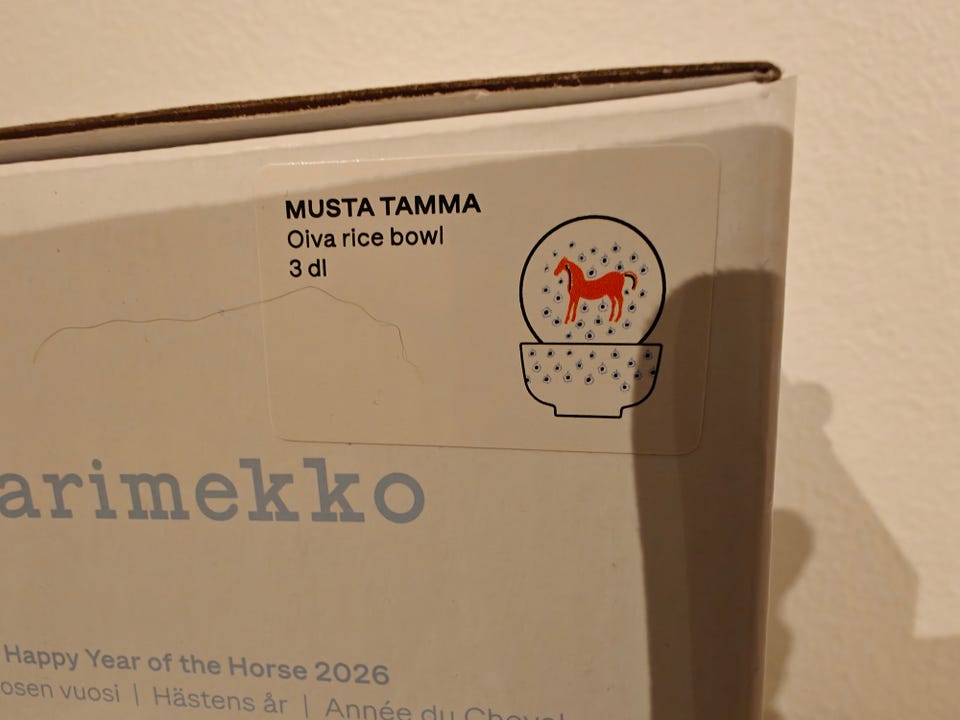 MUSTA TAMMA
Oiva rice bowl
3 dl
arimekko
Happy Year of the Horse 2026
osen vuosi | Hästens år | Année du Cheval